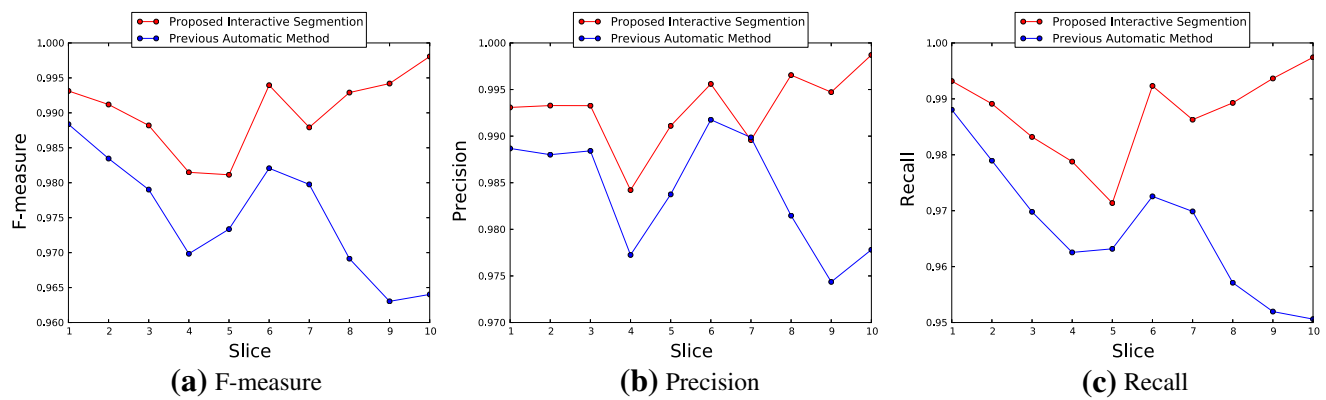 Proposed Interactive Segmention
Previous Automatic Method
1.000
0.995
0.990
0.985
0.980
0.975
0.970
0.965
0.960
F-measure
1 2 3 4 5 6 7 8 9 10
Slice
(a) F-measure
Proposed Interactive Segmention
Previous Automatic Method
1.000
0.995
0.990
0.985
0.980
0.975
0.970
Precision
1 2 3 4 5 6 7 8 9 10
Slice
(b) Precision
Proposed Interactive Segmention
Previous Automatic Method
1.00
0.99
0.98
0.97
0.96
0.95
Recall
1 2 3 4 5 6 7 8 9 10
Slice
(c) Recall